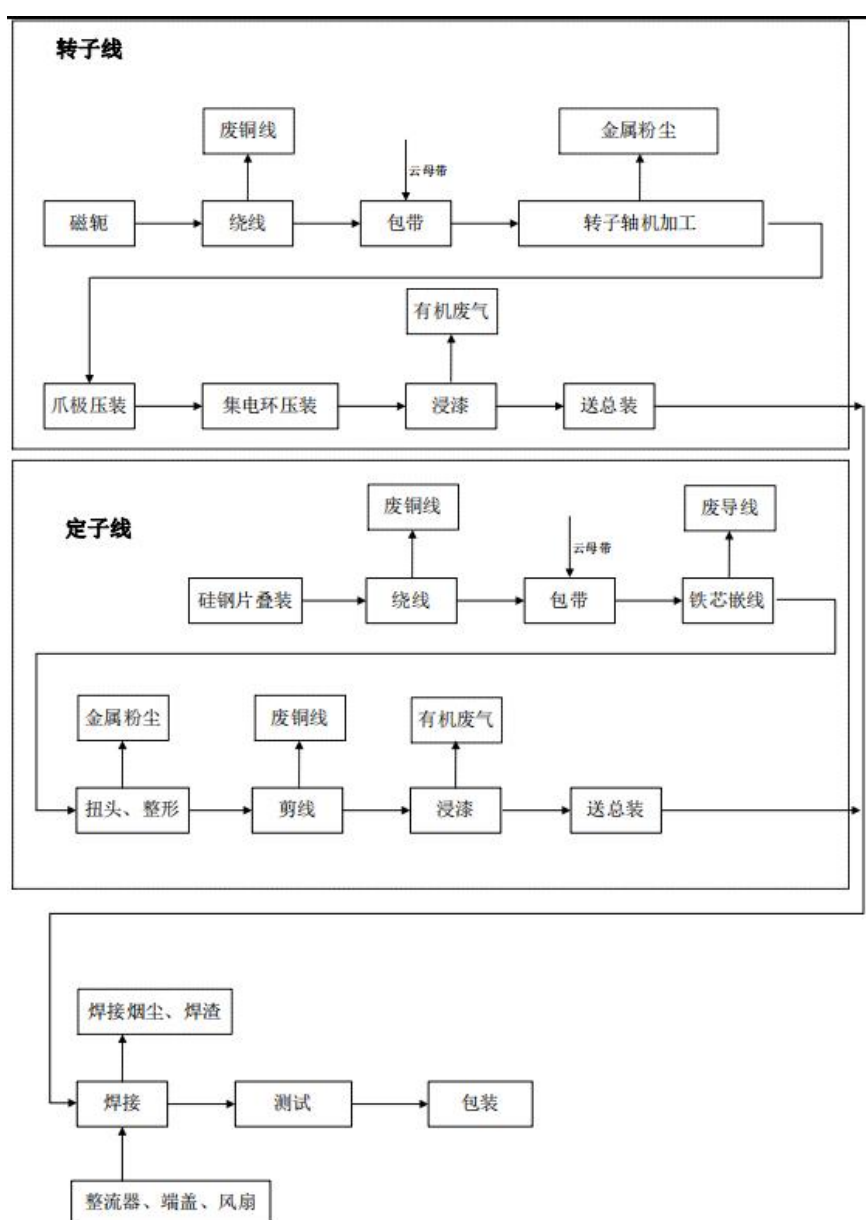 转子线
废铜线
金属粉尘
云母带
磁轭
绕线
包带
转子轴机加工
有机废气
爪极压装
集电环压装
浸漆
送总装
定子线
废铜线
废导线
云母带
硅钢片叠装
绕线
包带
铁芯嵌线
金属粉尘
废铜线
有机废气
扭头、整形
剪线
浸漆
送总装
焊接烟尘、焊渣
焊接
测试
包装
整流器、端盖、风扇